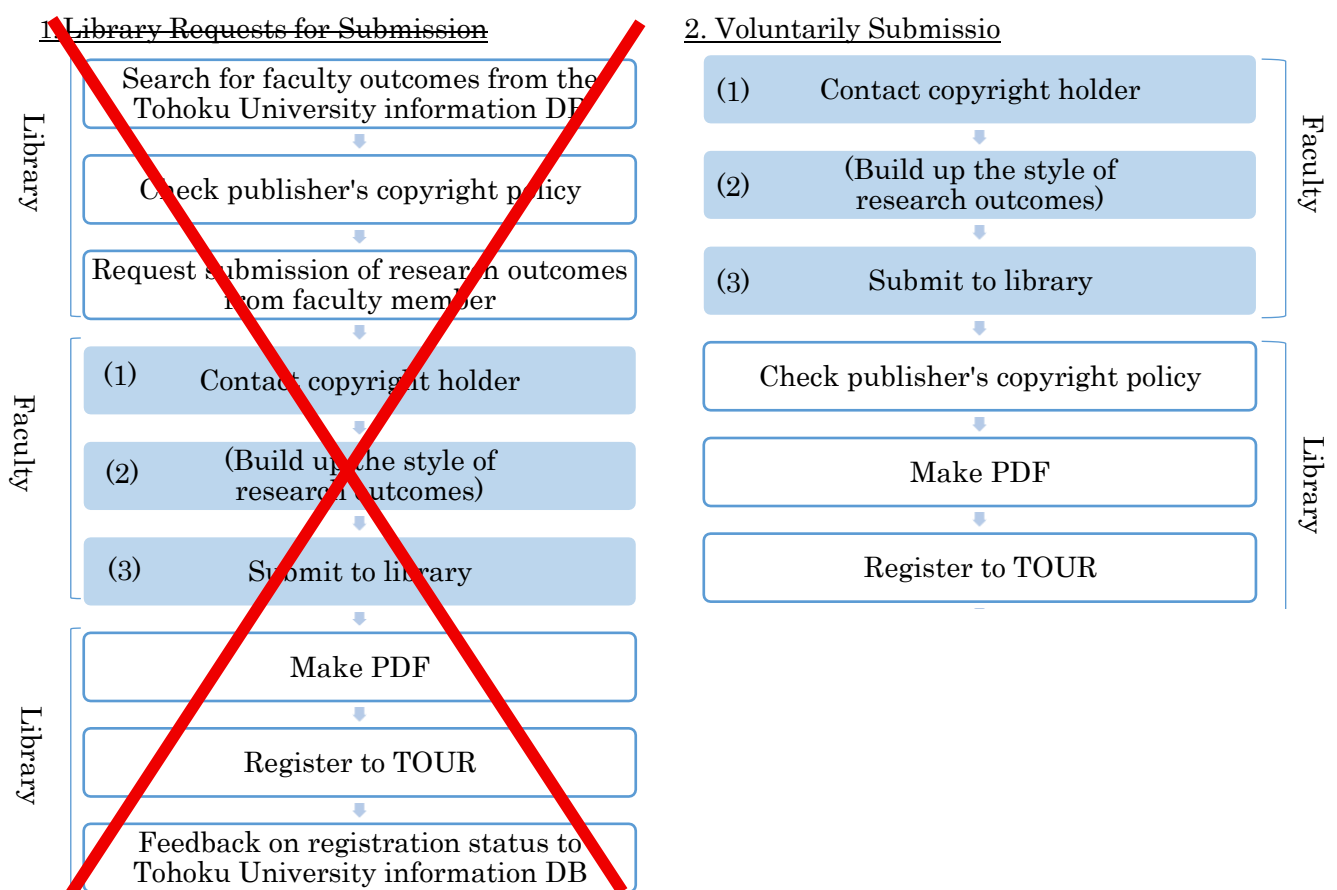 1. Library Requests for Submission
Library
Search for faculty outcomes from the
Tohoku University information DB
Check publisher's copyright policy
Request submission of research outcomes
from faculty member
Faculty
(1) Contact copyright holder
(2) (Build up the style of
research outcomes)
(3) Submit to library
Library
Make PDF
Register to TOUR
Feedback on registration status to
Tohoku University information DB
2. Voluntarily Submissio
(1) Contact copyright holder
(2) (Build up the style of
research outcomes)
(3) Submit to library
Faculty
Check publisher's copyright policy
Make PDF
Register to TOUR
Library